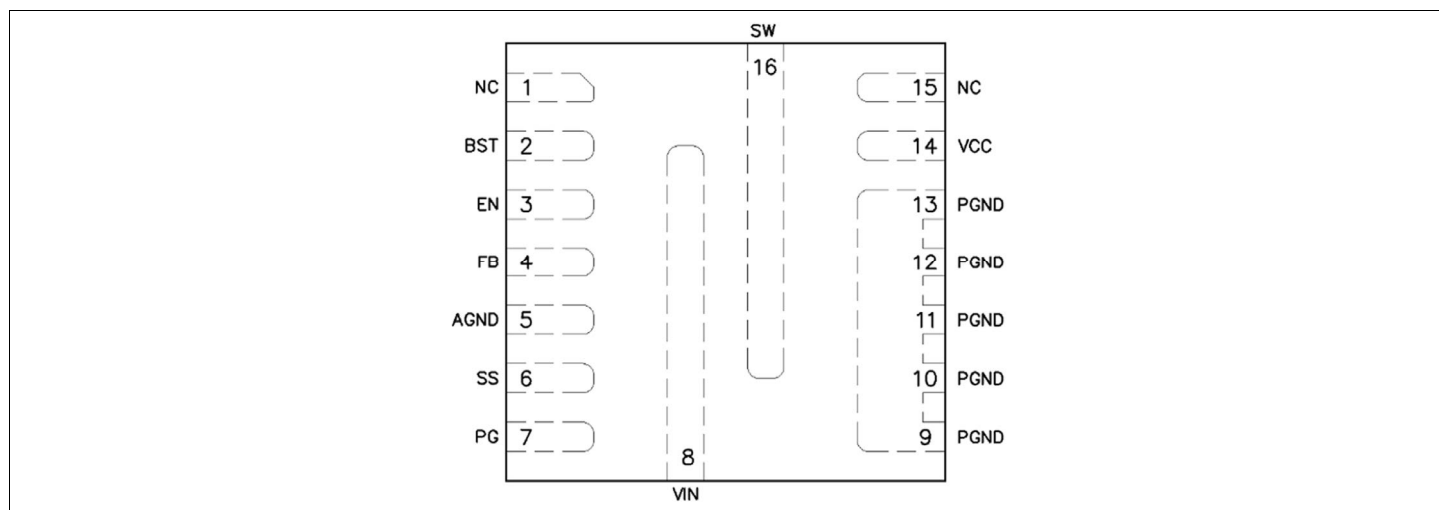 SW
16
NC 1
15 NC
BST 2
14 VCC
EN 3
13 PGND
FB 4
12 PGND
AGND 5
11 PGND
SS 6
10 PGND
PG 7
9 PGND
8
VIN